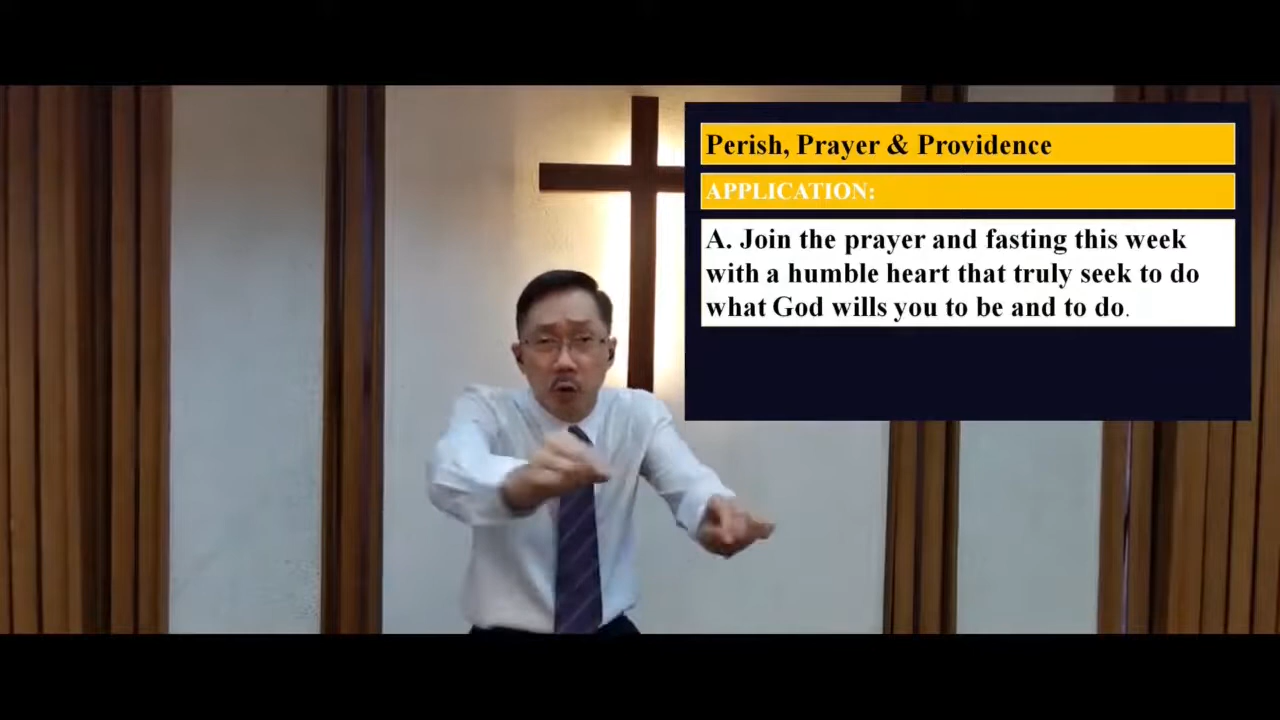 Perish, Prayer & Providence
APPLICATION:
A. Join the prayer and fasting this week
with a humble heart that truly seek to do
what God wills you to be and to do.